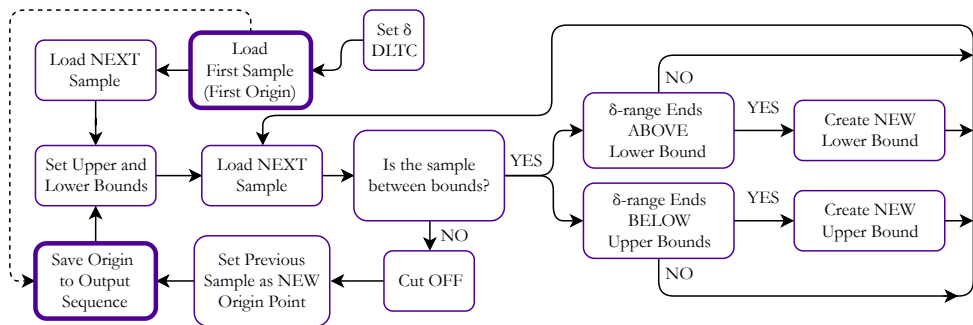 Set δ
DLTC
Load
First Sample
(First Origin)
Load NEXT
Sample
Set Upper and
Lower Bounds
Load NEXT
Sample
Is the sample
between bounds?
YES
NO
δ-range Ends
ABOVE
Lower Bound
NO
YES
Create NEW
Lower Bound
δ-range Ends
BELOW
Upper Bounds
YES
NO
Create NEW
Upper Bound
Cut OFF
Set Previous
Sample as NEW
Origin Point
Save Origin
to Output
Sequence